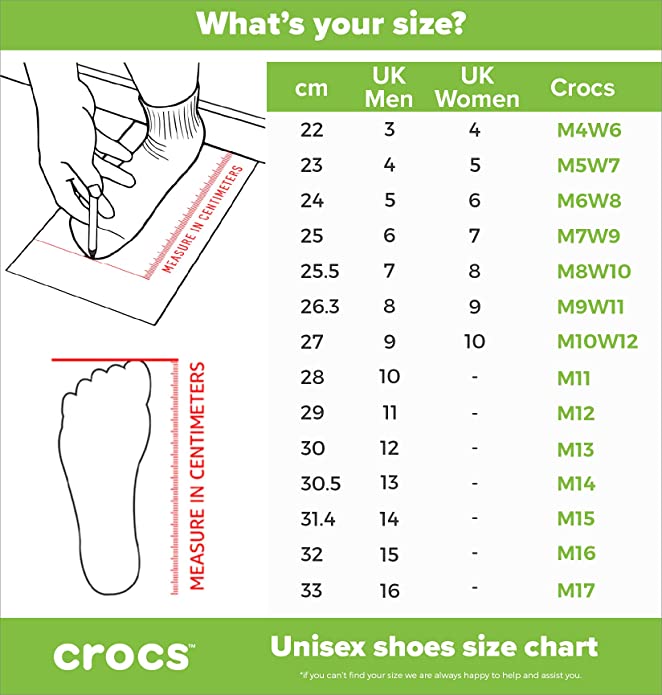 What's your size?
cm UK Men UK Women Crocs
22 3 4 M4W6
23 4 5 M5W7
24 5 6 M6W8
25 6 7 M7W9
25.5 7 8 M8W10
26.3 8 9 M9W11
27 9 10 M10W12
28 10 - M11
29 11 - M12
30 12 - M13
30.5 13 - M14
31.4 14 - M15
32 15 - M16
33 16 - M17
MEASURE IN CENTIMETERS
MEASURE IN CENTIMETERS
crocs™
Unisex shoes size chart
*if you can't find your size we are always happy to help and assist you.